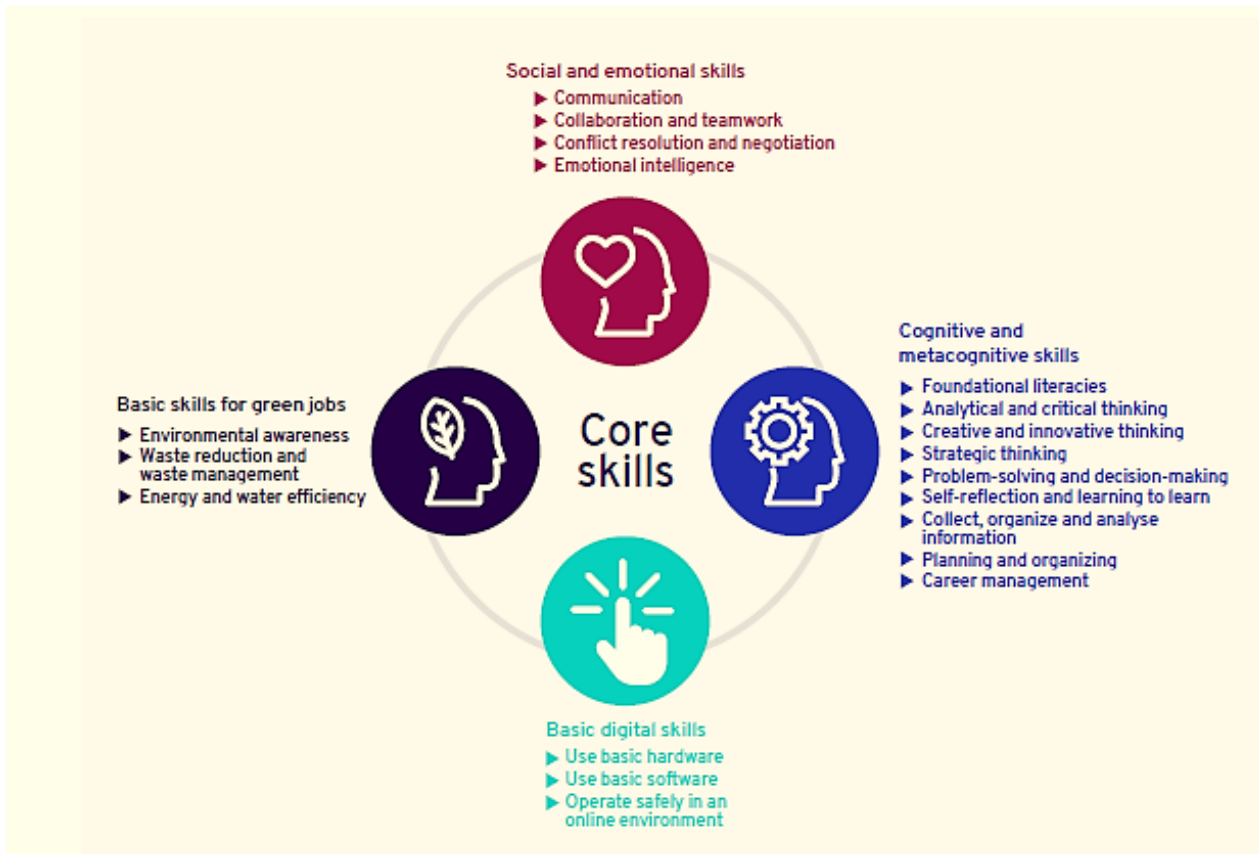 Social and emotional skills
▶ Communication
▶ Collaboration and teamwork
▶ Conflict resolution and negotiation
▶ Emotional intelligence
Cognitive and
metacognitive skills
▶ Foundational literacies
▶ Analytical and critical thinking
▶ Creative and innovative thinking
▶ Strategic thinking
▶ Problem-solving and decision-making
▶ Self-reflection and learning to learn
▶ Collect, organize and analyse
information
▶ Planning and organizing
▶ Career management
Basic skills for green jobs
▶ Environmental awareness
▶ Waste reduction and
waste management
▶ Energy and water efficiency
Core
skills
Basic digital skills
▶ Use basic hardware
▶ Use basic software
▶ Operate safely in an
online environment